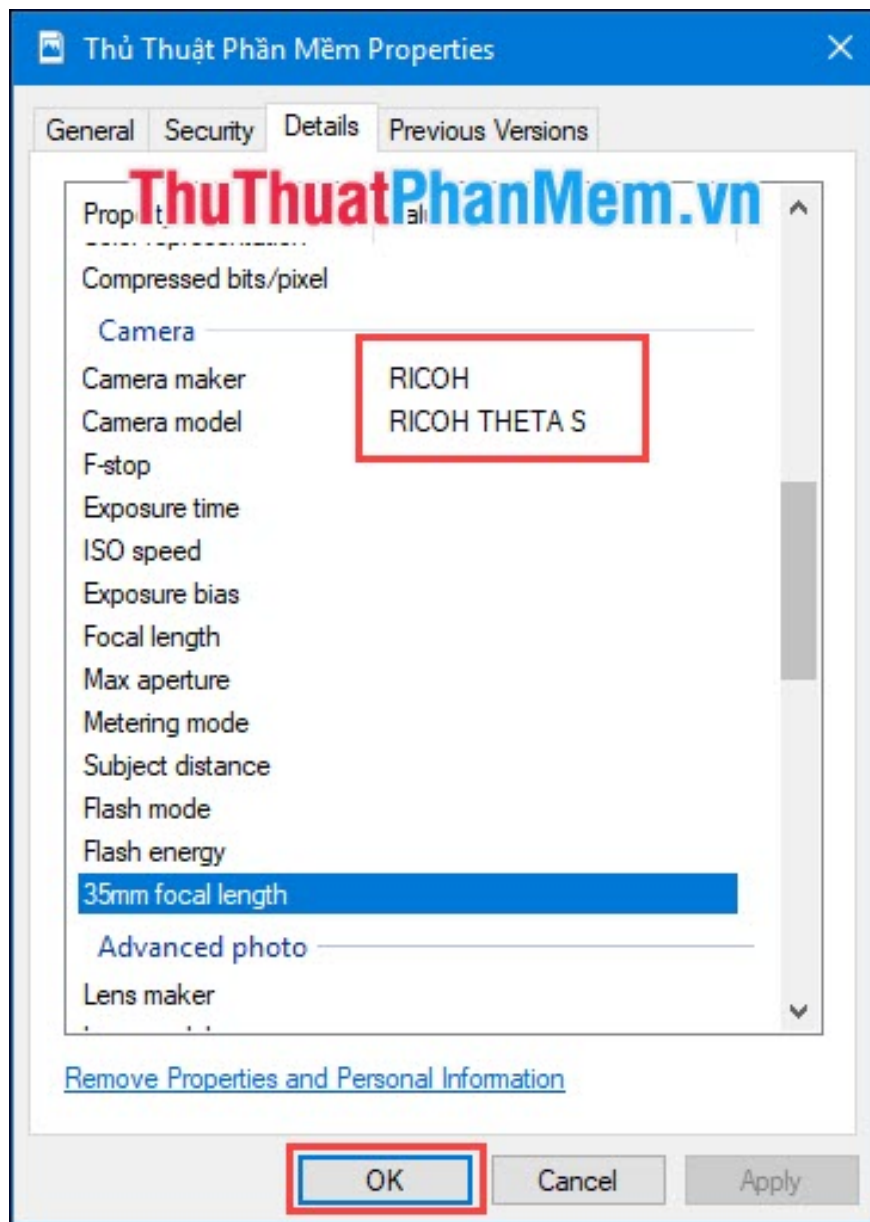 Thủ Thuật Phần Mềm Properties
General Security Details Previous Versions
ThuThuatPhanMem.vn
Compressed bits/pixel
Camera
Camera maker RICOH
Camera model RICOH THETA S
F-stop
Exposure time
ISO speed
Exposure bias
Focal length
Max aperture
Metering mode
Subject distance
Flash mode
Flash energy
35mm focal length
Advanced photo
Lens maker
Remove Properties and Personal Information
OK Cancel Apply